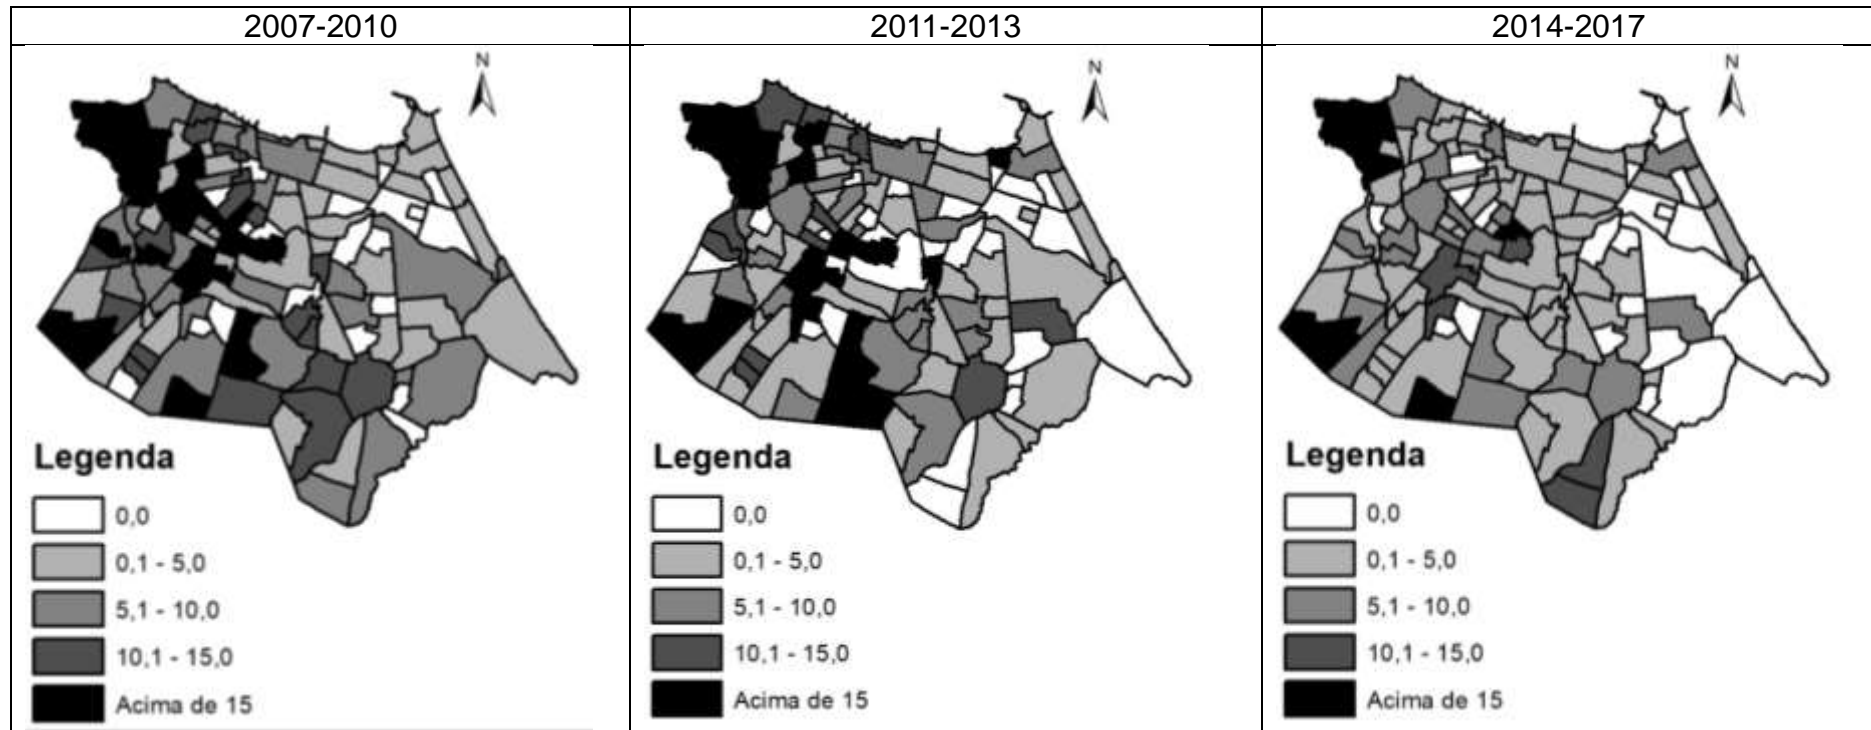 2007-2010
2011-2013
2014-2017
N
N
N
Legenda
0,0
0,1 - 5,0
5,1 - 10,0
10,1 - 15,0
Acima de 15
Legenda
0,0
0,1 - 5,0
5,1 - 10,0
10,1 - 15,0
Acima de 15
Legenda
0,0
0,1 - 5,0
5,1 - 10,0
10,1 - 15,0
Acima de 15